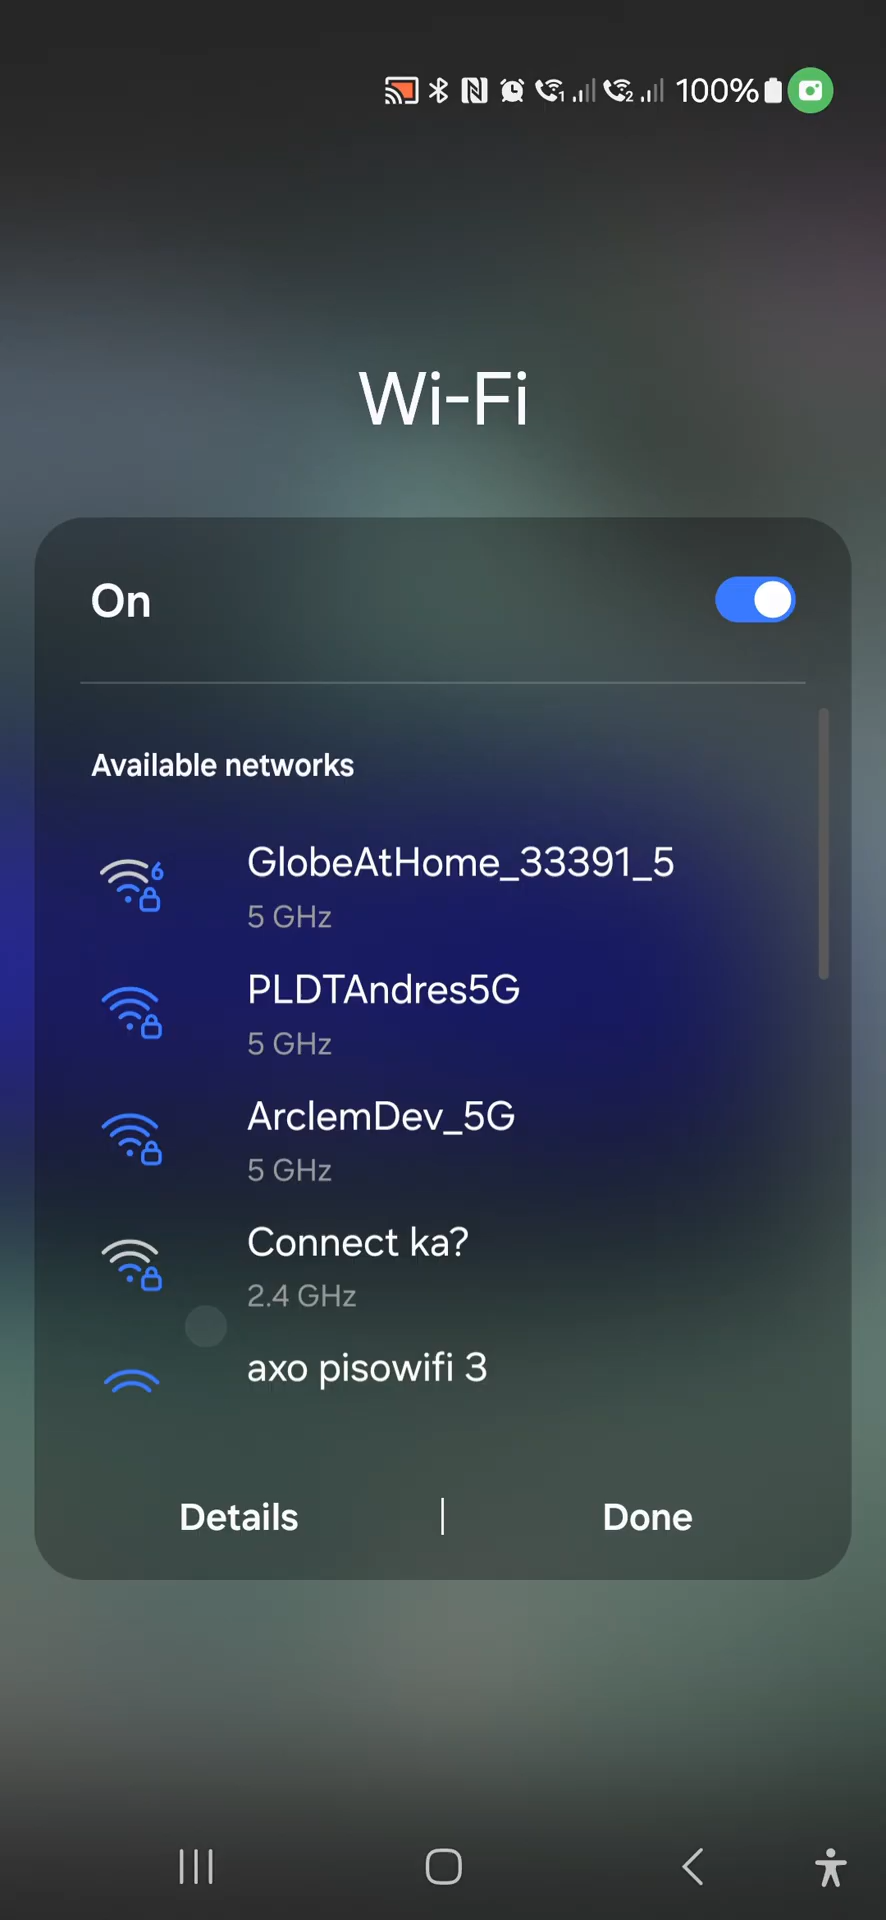 100%
Wi-Fi
On
Available networks
6
GlobeAtHome_33391_5
5 GHz
PLDTAndres5G
5 GHz
ArclemDev_5G
5 GHz
Connect ka?
2.4 GHz
axo pisowifi 3
Details | Done